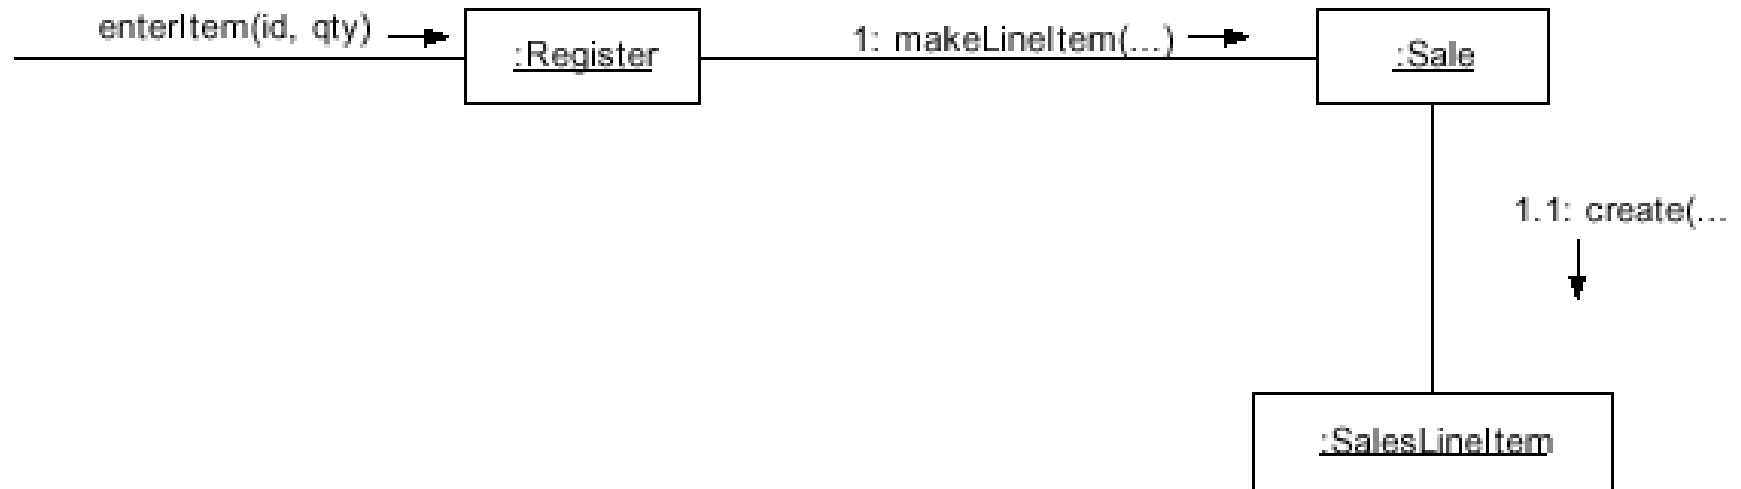 enterItem(id, qty)
:Register
1: makeLineItem(...)
:Sale
1.1: create(...
:SalesLineItem